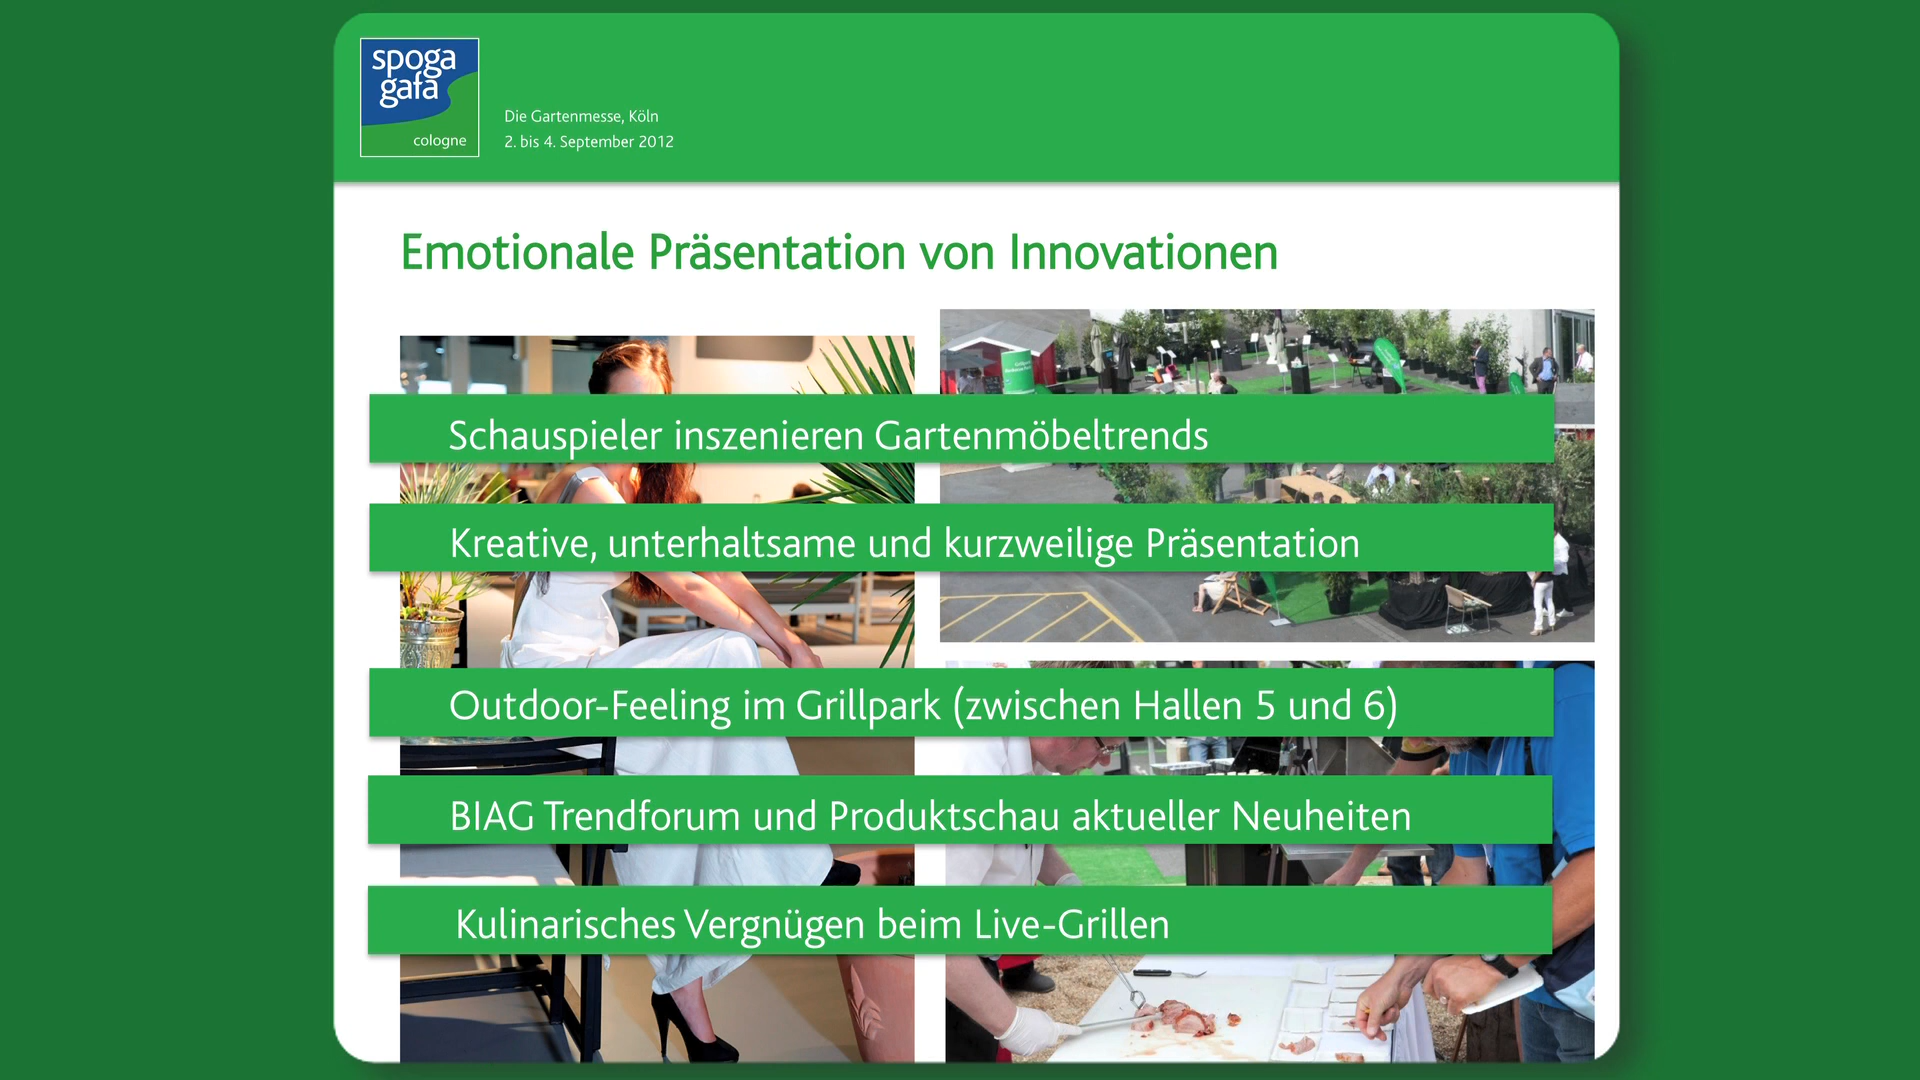 spoga
gafa
cologne
Die Gartenmesse, Köln
2. bis 4. September 2012
Emotionale Präsentation von Innovationen
Schauspieler inszenieren Gartenmöbeltrends
Kreative, unterhaltsame und kurzweilige Präsentation
Outdoor-Feeling im Grillpark (zwischen Hallen 5 und 6)
BIAG Trendforum und Produktschau aktueller Neuheiten
Kulinarisches Vergnügen beim Live-Grillen